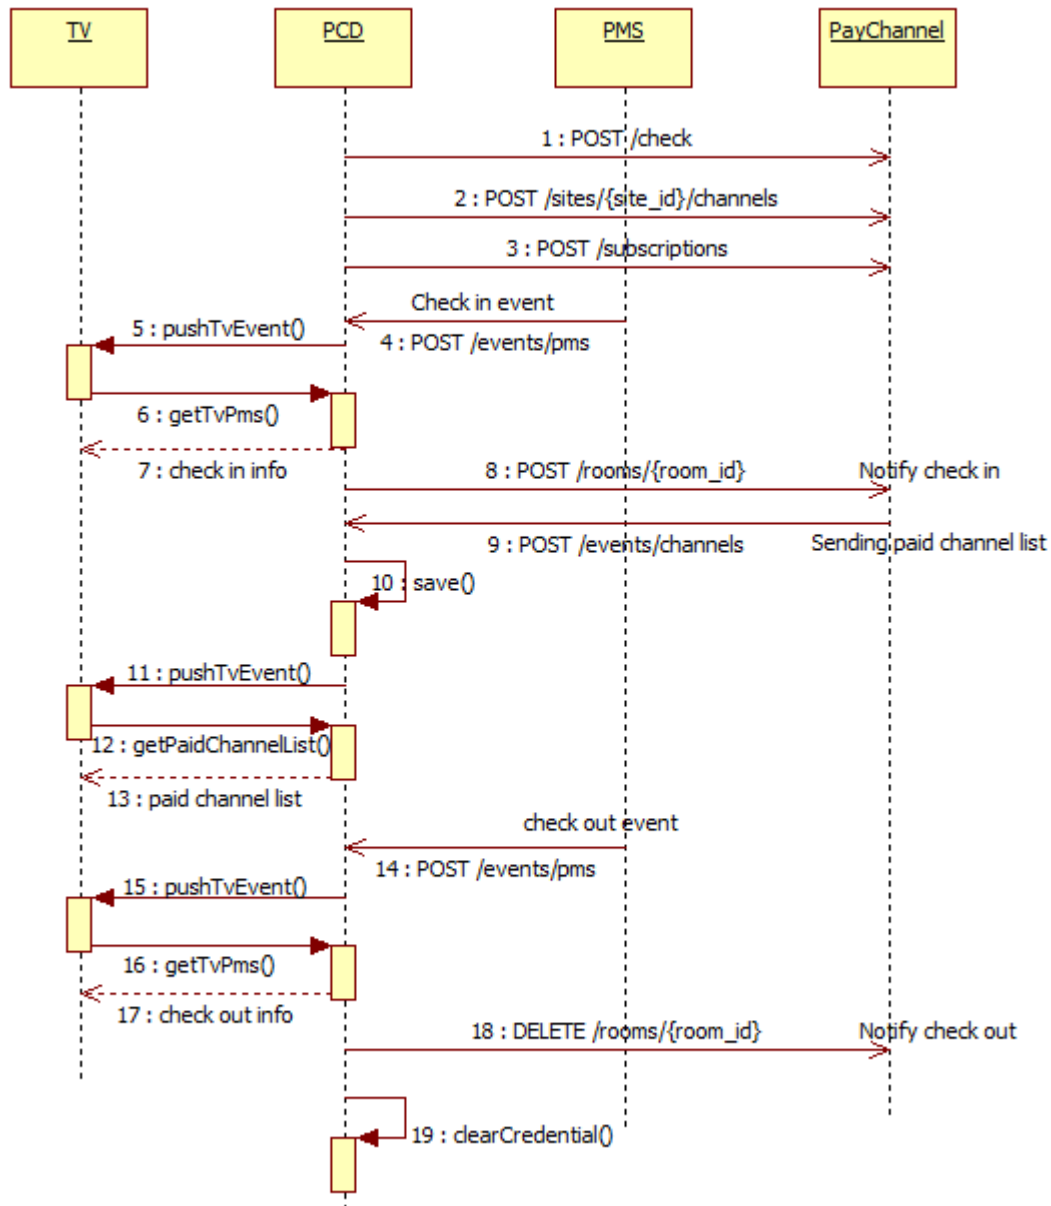 TV
PCD
PMS
PayChannel
1 : POST /check
2 : POST /sites/{site_id}/channels
3 : POST /subscriptions
Check in event
5 : pushTvEvent()
4 : POST /events/pms
6 : getTvPms()
7 : check in info
8 : POST /rooms/{room_id}
Notify check in
9 : POST /events/channels
Sending paid channel list
10 : save()
11 : pushTvEvent()
12 : getPaidChannelList()
13 : paid channel list
check out event
14 : POST /events/pms
15 : pushTvEvent()
16 : getTvPms()
17 : check out info
18 : DELETE /rooms/{room_id}
Notify check out
19 : clearCredential()